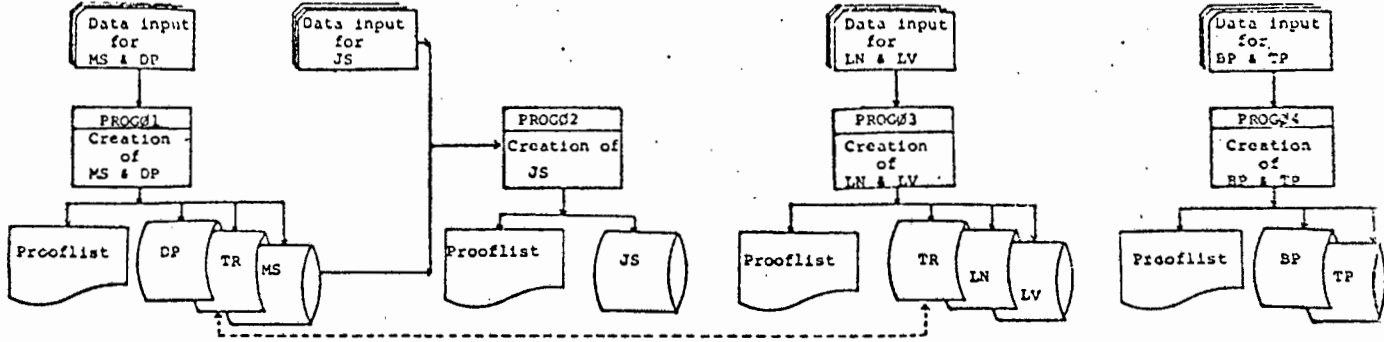 Data input
for
MS & DP
PROGØ1
Creation
of
MS & DP
Prooflist
DP
TR
MS
Data input
for
JS
PROGØ2
Creation of
JS
Prooflist
JS
Data input
for
LN & LV
PROGØ3
Creation
of
LN & LV
Prooflist
TR
LN
LV
Data input
for
BP & TP
PROGØ4
Creation
of
BP & TP
Prooflist
BP
TP